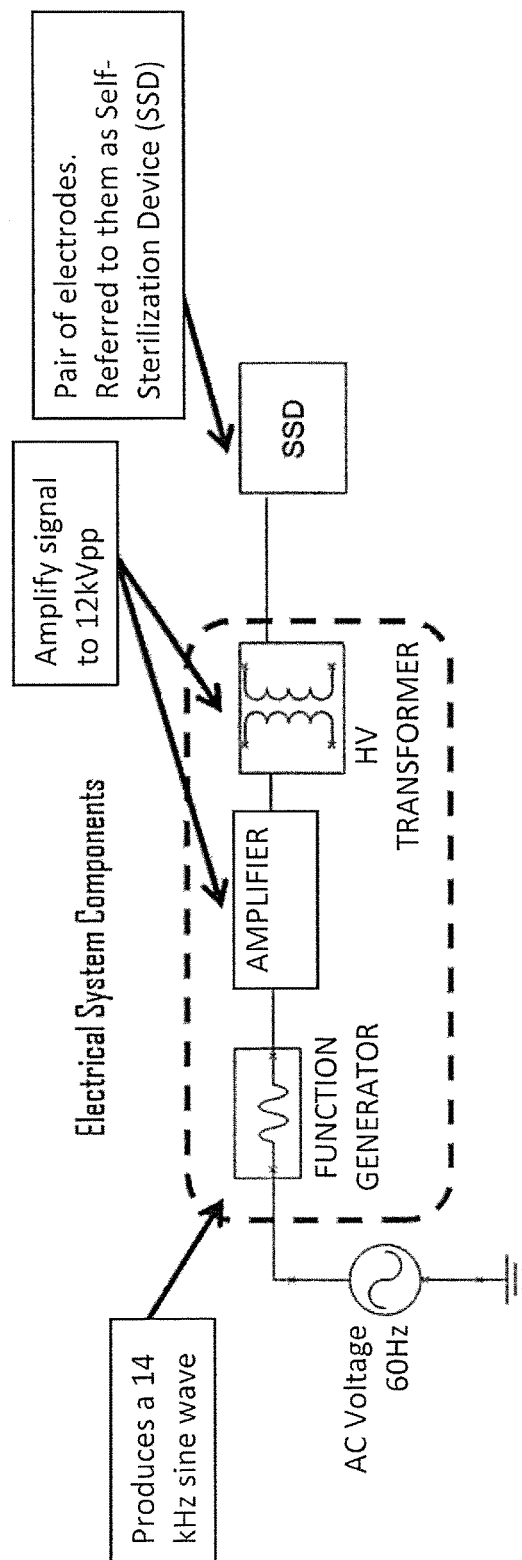 Electrical System Components
Produces a 14
kHz sine wave
Amplify signal
to 12kVpp
Pair of electrodes.
Referred to them as Self-
Sterilization Device (SSD)
AC Voltage
60Hz
FUNCTION
GENERATOR
AMPLIFIER
HV
TRANSFORMER
SSD